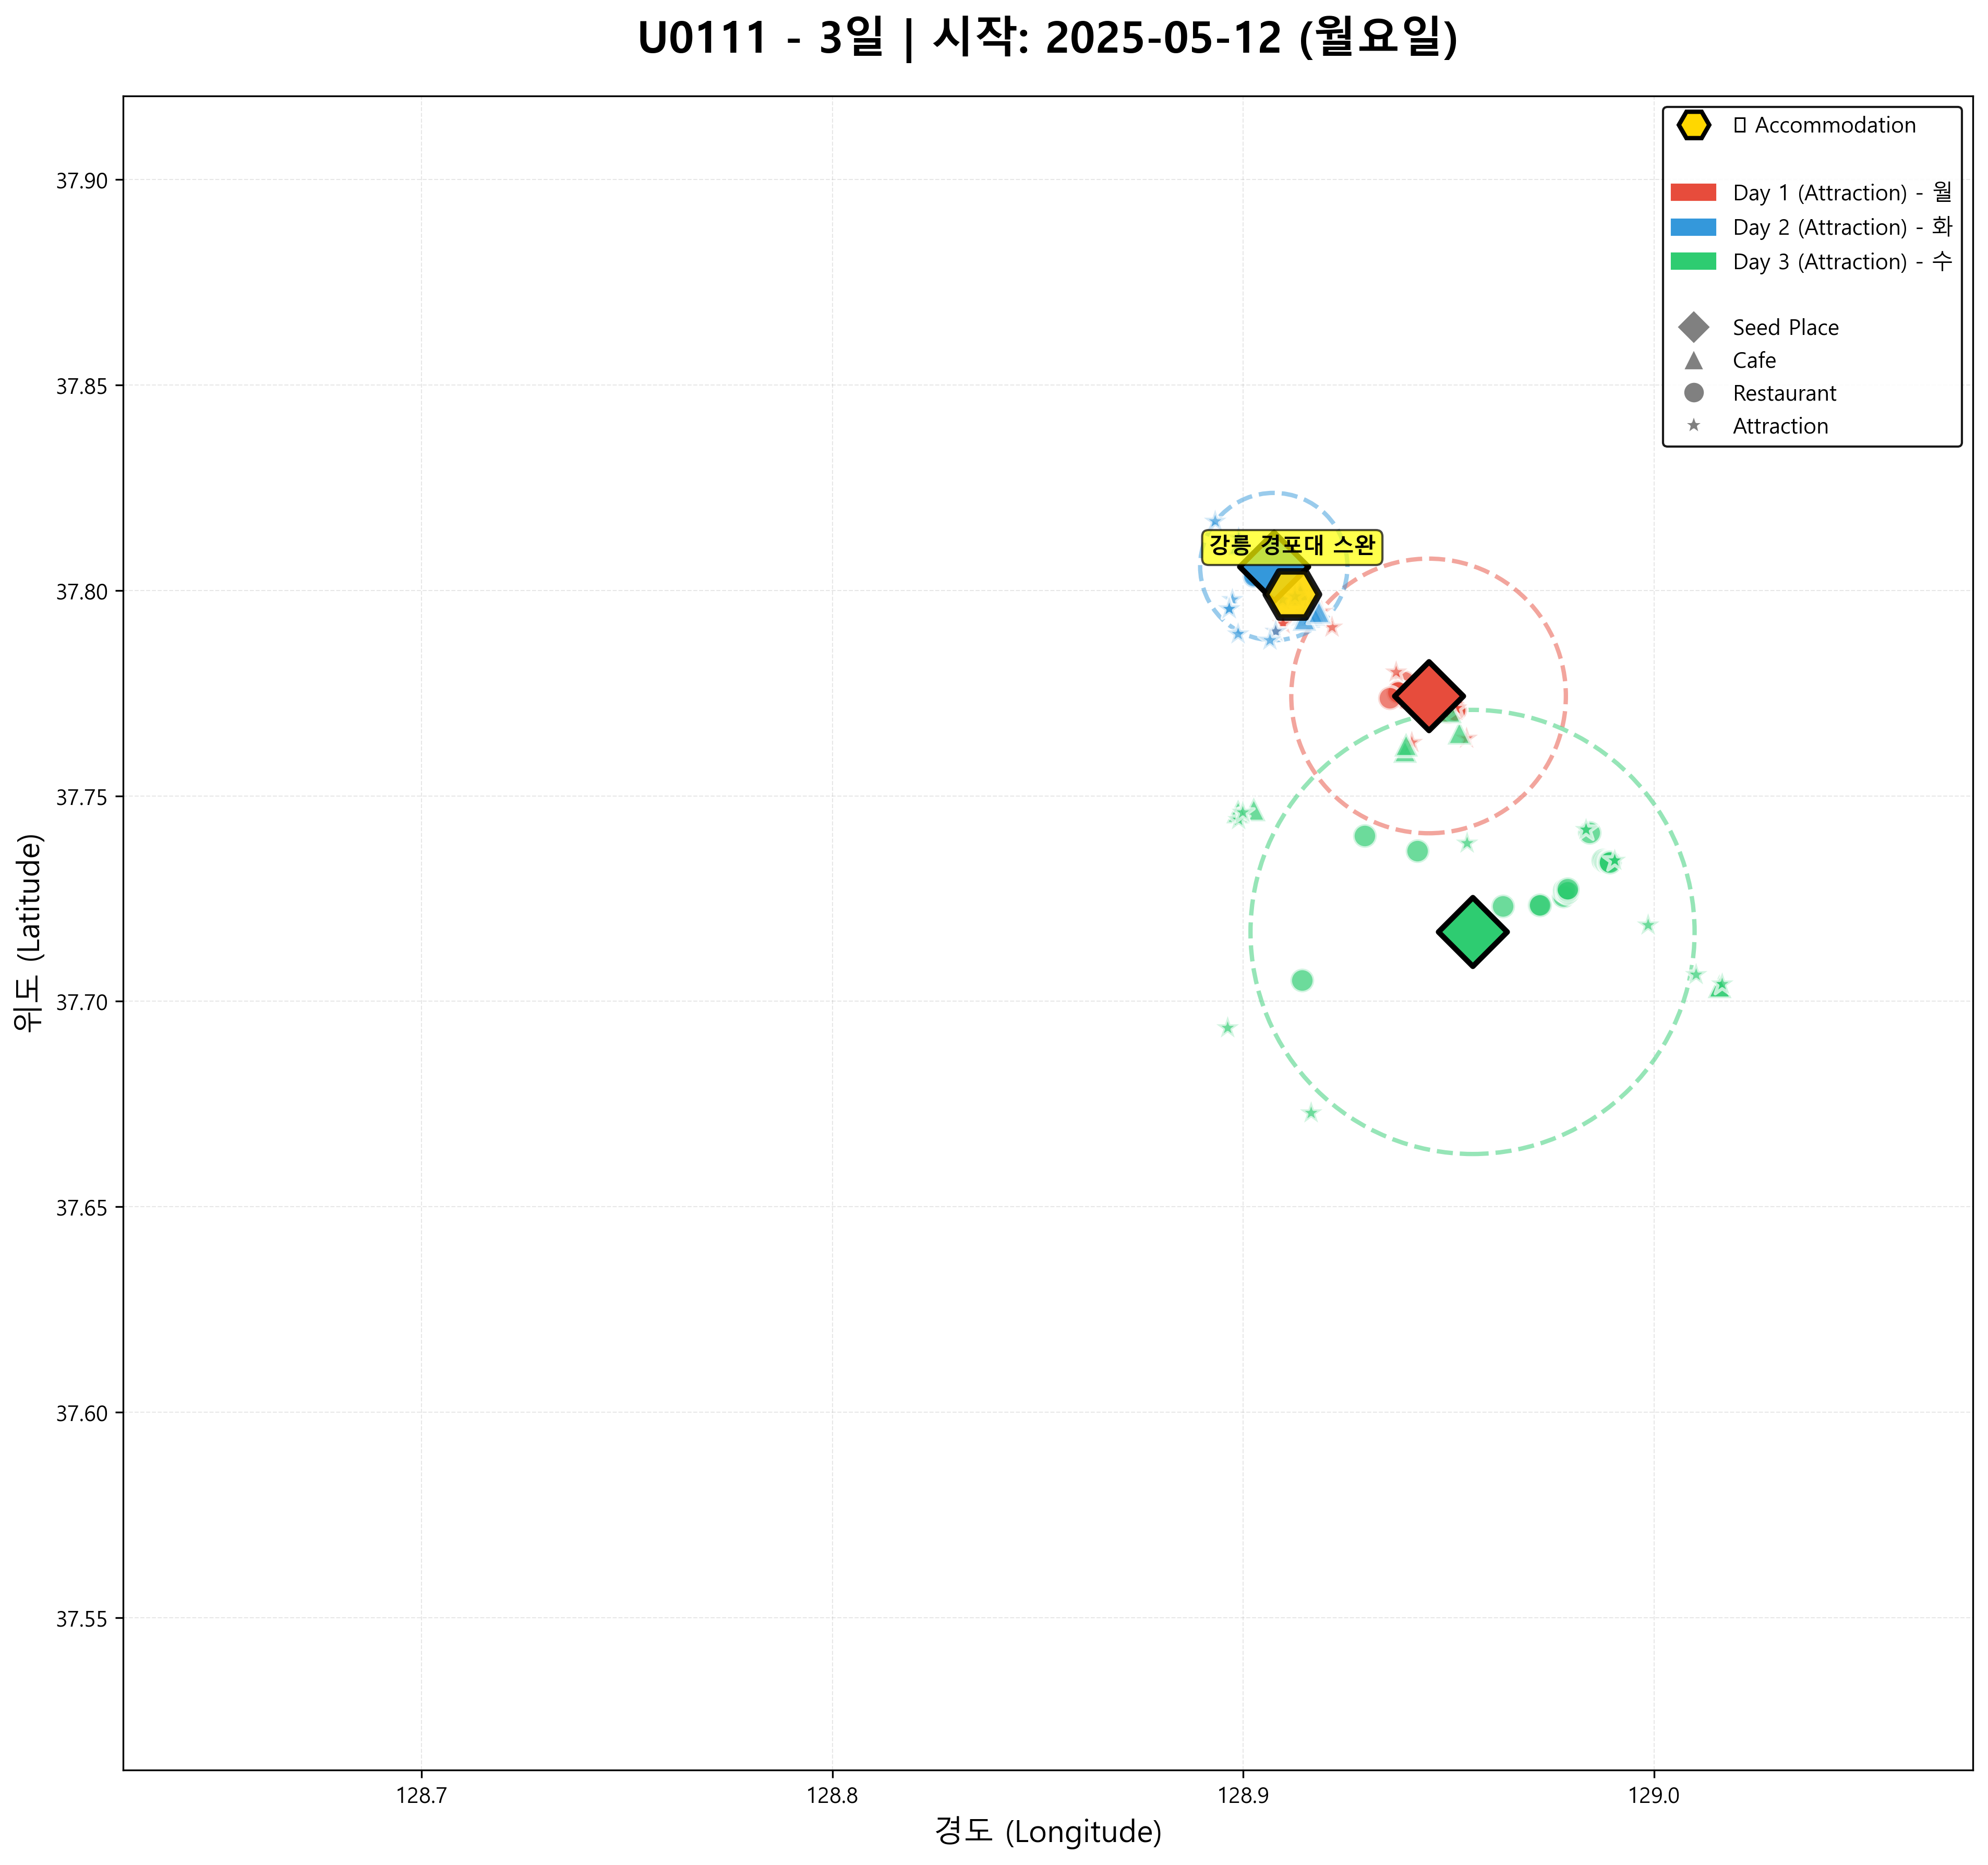 U0111 - 3일 | 시작: 2025-05-12 (월요일)
Accommodation
Day 1 (Attraction) - 월
Day 2 (Attraction) - 화
Day 3 (Attraction) - 수
Seed Place
Cafe
Restaurant
Attraction
강릉 경포대 스완
위도 (Latitude)
37.90
37.85
37.80
37.75
37.70
37.65
37.60
37.55
128.7
128.8
128.9
129.0
경도 (Longitude)